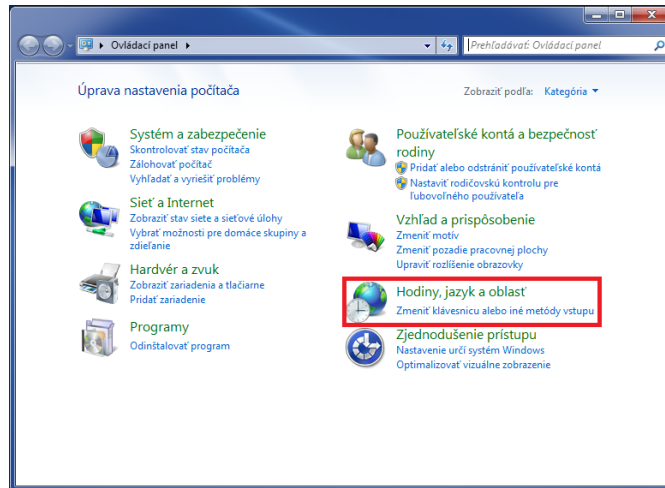 Ovládací panel
Prehľadávať: Ovládací panel
Úprava nastavenia počítača
Zobraziť podľa: Kategória
Systém a zabezpečenie
Skontrolovať stav počítača
Zálohovať počítač
Vyhľadať a vyriešiť problémy
Sieť a Internet
Zobraziť stav siete a sieťové úlohy
Vybrať možnosti pre domáce skupiny a
zdieľanie
Hardvér a zvuk
Zobraziť zariadenia a tlačiarne
Pridať zariadenie
Programy
Odinštalovať program
Používateľské kontá a bezpečnosť
rodiny
Pridať alebo odstrániť používateľské kontá
Nastaviť rodičovskú kontrolu pre
ľubovoľného používateľa
Vzhľad a prispôsobenie
Zmeniť motív
Zmeniť pozadie pracovnej plochy
Upraviť rozlíšenie obrazovky
Hodiny, jazyk a oblasť
Zmeniť klávesnicu alebo iné metódy vstupu
Zjednodušenie prístupu
Nastavenie určí systém Windows
Optimalizovať vizuálne zobrazenie